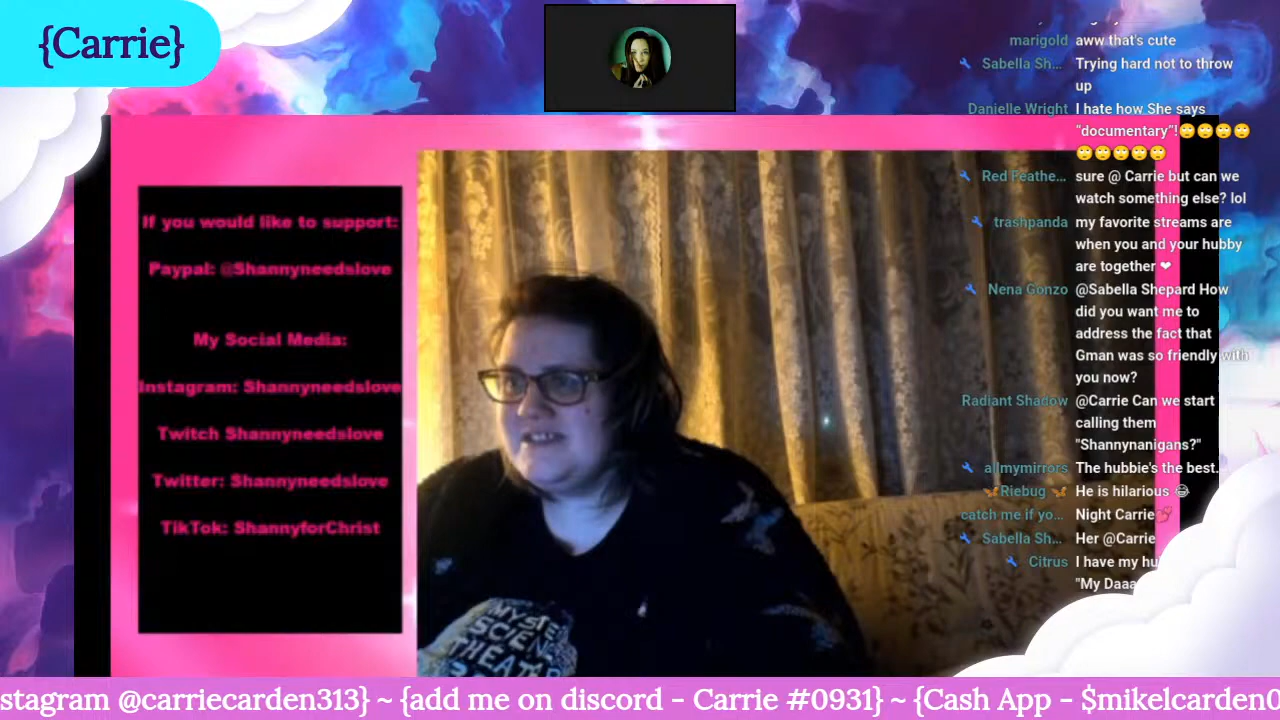 {Carrie}
marigold aww that's cute
Sabella Sh... Trying hard not to throw
up
Danielle Wright I hate how She says
"documentary"!🙄🙄🙄🙄
🙄🙄🙄🙄🙄
Red Feathe... sure @ Carrie but can we
watch something else? lol
trashpanda my favorite streams are
when you and your hubby
are together ❤
Nena Gonzo @Sabella Shepard How
did you want me to
address the fact that
Gman was so friendly with
you now?
Radiant Shadow @Carrie Can we start
calling them
"Shannynanigans?"
allmymirrors The hubbie's the best.
🦋Riebug 🦋 He is hilarious 😂
catch me if yo... Night Carrie💕
Sabella Sh... Her @Carrie
Citrus I have my hu
"My Daaa
If you would like to support:
Paypal: @Shannyneedslove
My Social Media:
Instagram: Shannyneedslove
Twitch Shannyneedslove
Twitter: Shannyneedslove
TikTok: ShannyforChrist
MYSTE
SCIEN
THEAT
stagram @carriecarden313} ~ {add me on discord - Carrie #0931} ~ {Cash App - $mikelcarden0